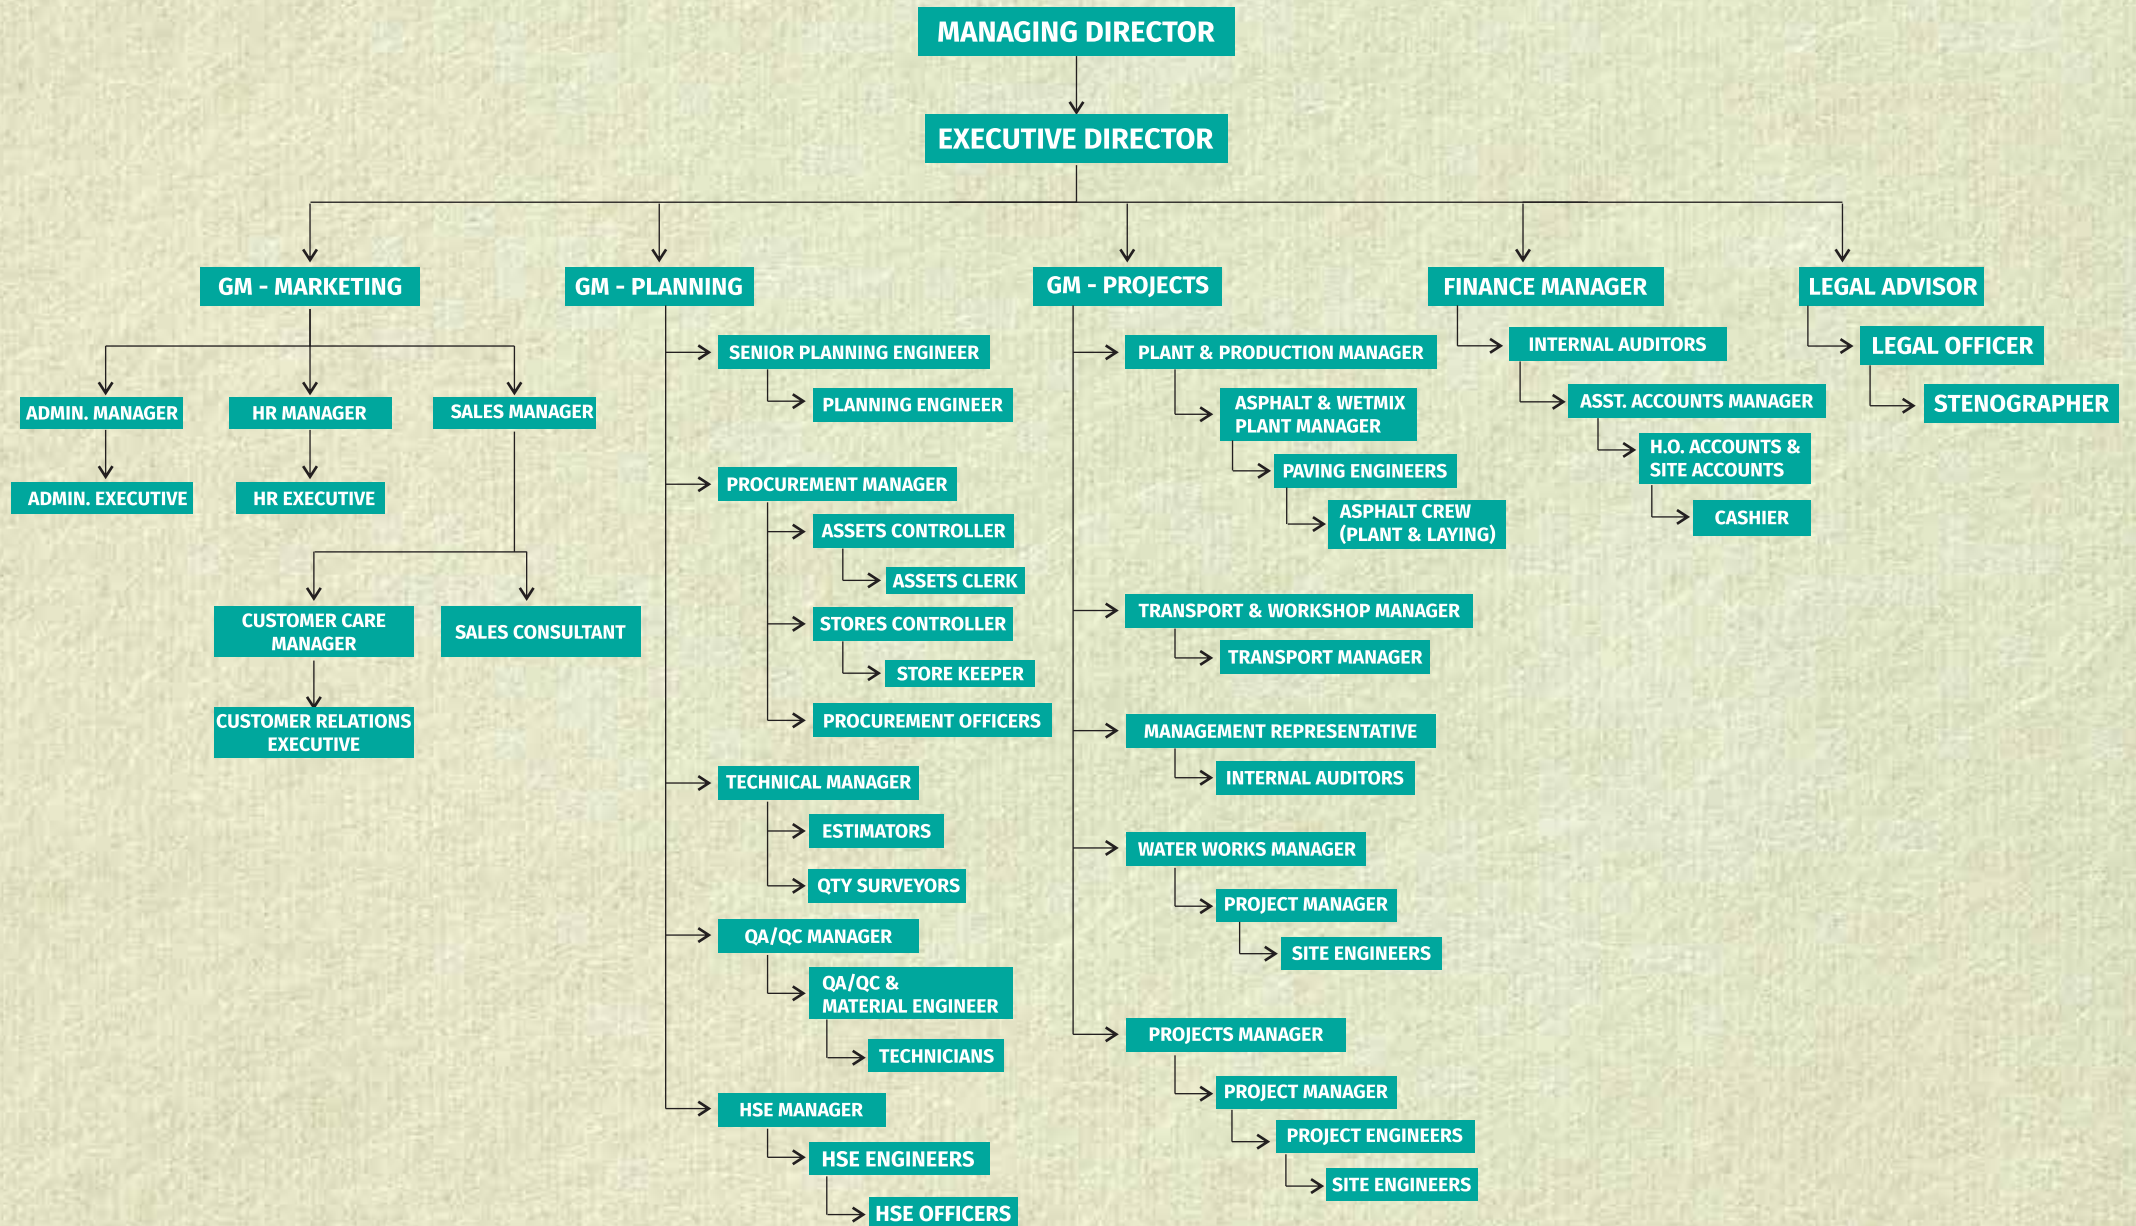 MANAGING DIRECTOR
EXECUTIVE DIRECTOR
GM - MARKETING
ADMIN. MANAGER
ADMIN. EXECUTIVE
HR MANAGER
HR EXECUTIVE
SALES MANAGER
CUSTOMER CARE
MANAGER
CUSTOMER RELATIONS
EXECUTIVE
SALES CONSULTANT
GM - PLANNING
SENIOR PLANNING ENGINEER
PLANNING ENGINEER
PROCUREMENT MANAGER
ASSETS CONTROLLER
ASSETS CLERK
STORES CONTROLLER
STORE KEEPER
PROCUREMENT OFFICERS
TECHNICAL MANAGER
ESTIMATORS
QTY SURVEYORS
QA/QC MANAGER
QA/QC &
MATERIAL ENGINEER
TECHNICIANS
HSE MANAGER
HSE ENGINEERS
HSE OFFICERS
GM - PROJECTS
PLANT & PRODUCTION MANAGER
ASPHALT & WETMIX
PLANT MANAGER
PAVING ENGINEERS
ASPHALT CREW
(PLANT & LAYING)
TRANSPORT & WORKSHOP MANAGER
TRANSPORT MANAGER
MANAGEMENT REPRESENTATIVE
INTERNAL AUDITORS
WATER WORKS MANAGER
PROJECT MANAGER
SITE ENGINEERS
PROJECTS MANAGER
PROJECT MANAGER
PROJECT ENGINEERS
SITE ENGINEERS
FINANCE MANAGER
INTERNAL AUDITORS
ASST. ACCOUNTS MANAGER
H.O. ACCOUNTS &
SITE ACCOUNTS
CASHIER
LEGAL ADVISOR
LEGAL OFFICER
STENOGRAPHER